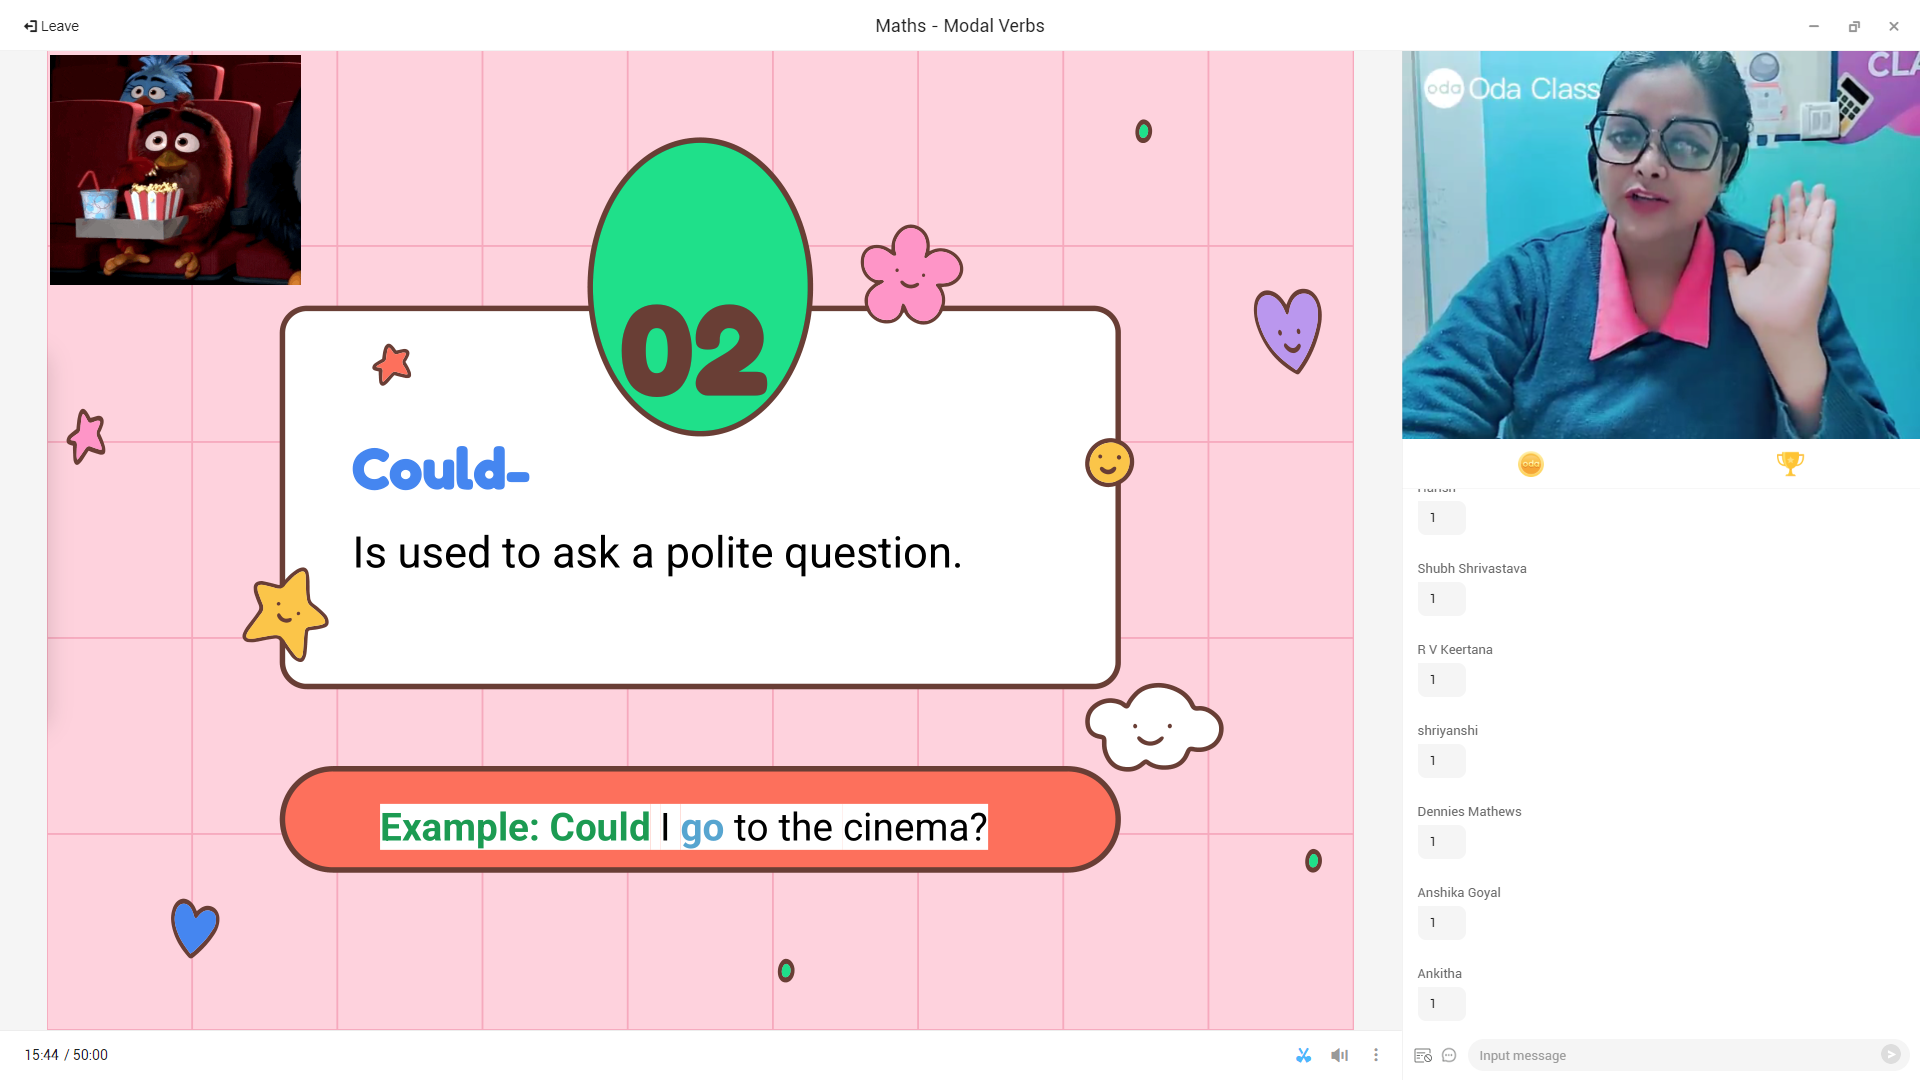 Leave
Maths - Modal Verbs
oda Oda Class
CLA
02
Could-
Is used to ask a polite question.
Example: Could I go to the cinema?
oda
1
Shubh Shrivastava
1
R V Keertana
1
shriyanshi
1
Dennies Mathews
1
Anshika Goyal
1
Ankitha
1
15:44 / 50:00
Input message